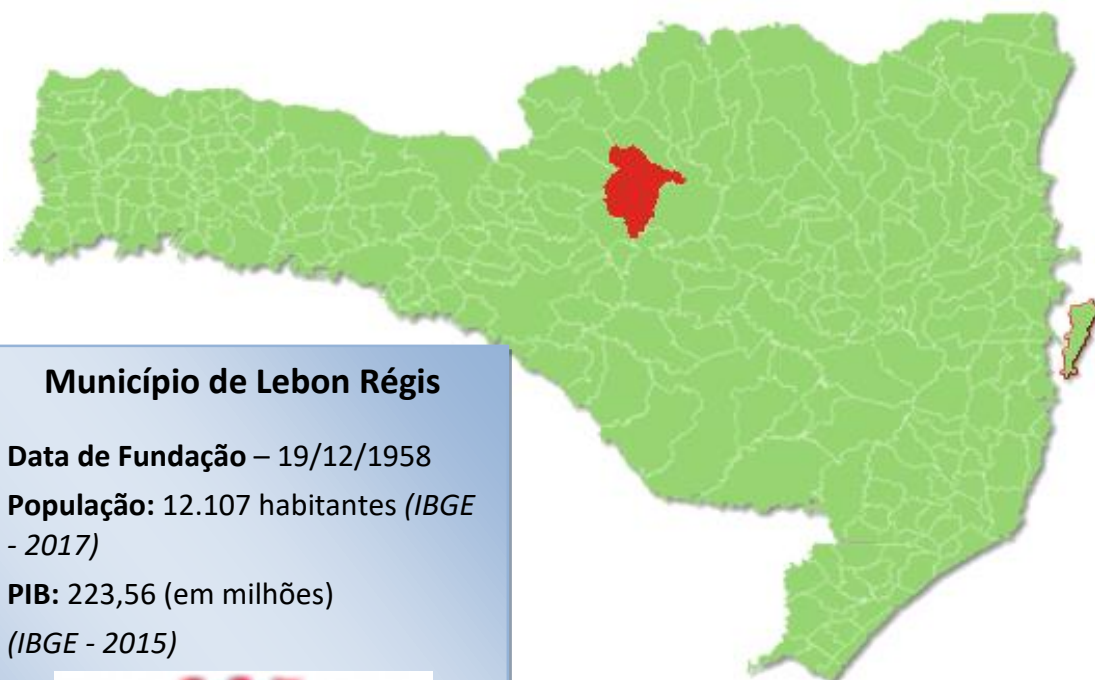 Município de Lebon Régis
Data de Fundação – 19/12/1958
População: 12.107 habitantes (IBGE
- 2017)
PIB: 223,56 (em milhões)
(IBGE - 2015)